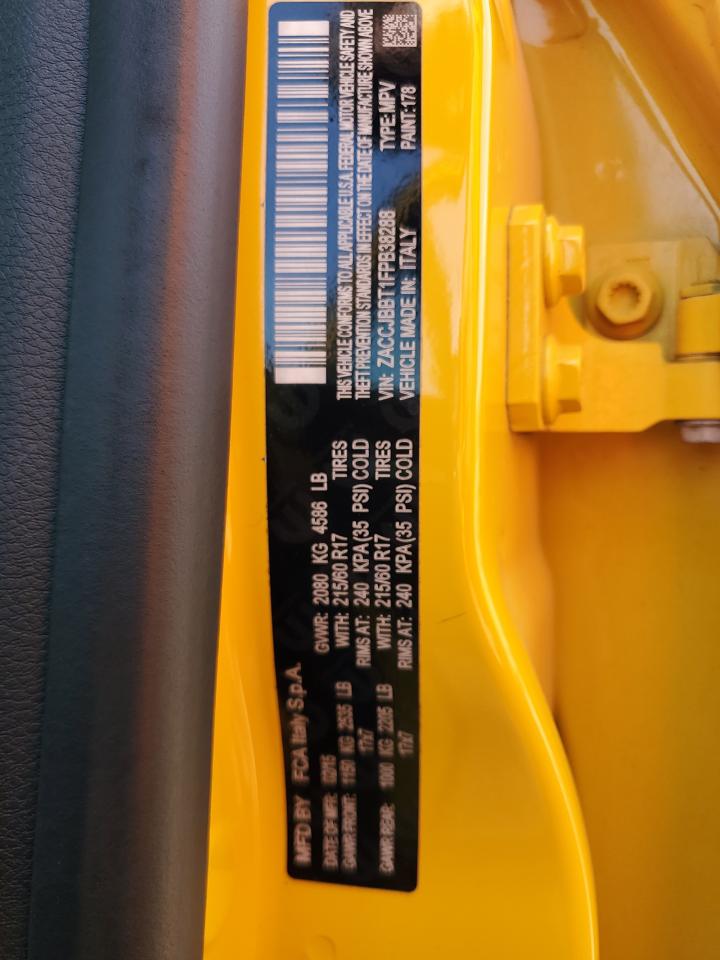 MFD BY FCA Italy S.p.A.
DATE OF MFR: GVWR: 2080 KG 4586 LB
GAWR FRONT: 1150 KG 2535 LB WITH: 215/60 R17 TIRES
17x7 RIMS AT: 240 KPA(35 PSI) COLD
GAWR REAR: 1000 KG 2205 LB WITH: 215/60 R17 TIRES
17x7 RIMS AT: 240 KPA(35 PSI) COLD
THIS VEHICLE CONFORMS TO ALL APPLICABLE U.S.A. FEDERAL MOTOR VEHICLE SAFETY AND
THEFT PREVENTION STANDARDS IN EFFECT ON THE DATE OF MANUFACTURE SHOWN ABOVE
VIN: ZACCJBBT1FPB38288 TYPE: MPV
VEHICLE MADE IN: ITALY PAINT: 178